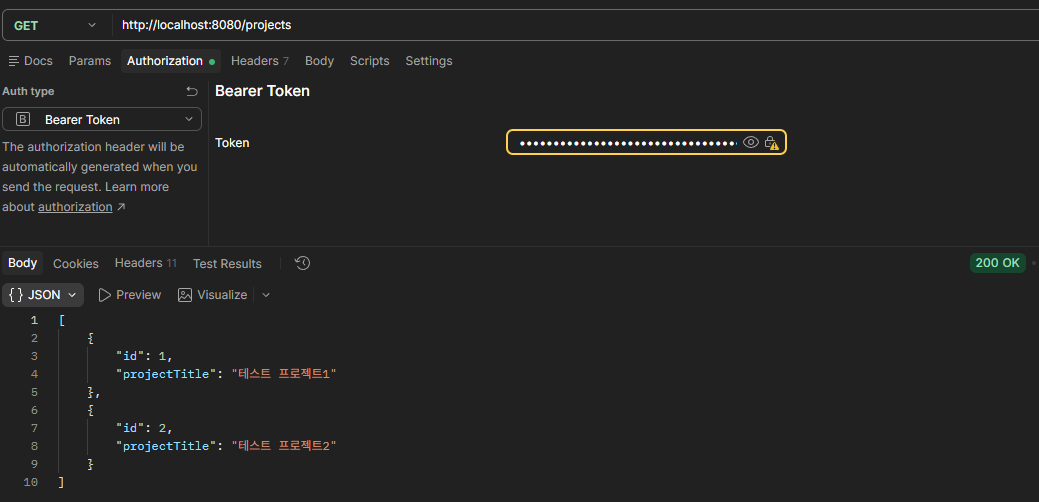 GET http://localhost:8080/projects
Docs Params Authorization Headers 7 Body Scripts Settings
Auth type
B Bearer Token
The authorization header will be
automatically generated when you
send the request. Learn more
about authorization ↗
Bearer Token
Token ••••••••••••••••••••••••••••••••
Body Cookies Headers 11 Test Results 200 OK
{} JSON Preview Visualize
1 [
2 {
3 "id": 1,
4 "projectTitle": "테스트 프로젝트1"
5 },
6 {
7 "id": 2,
8 "projectTitle": "테스트 프로젝트2"
9 }
10 ]